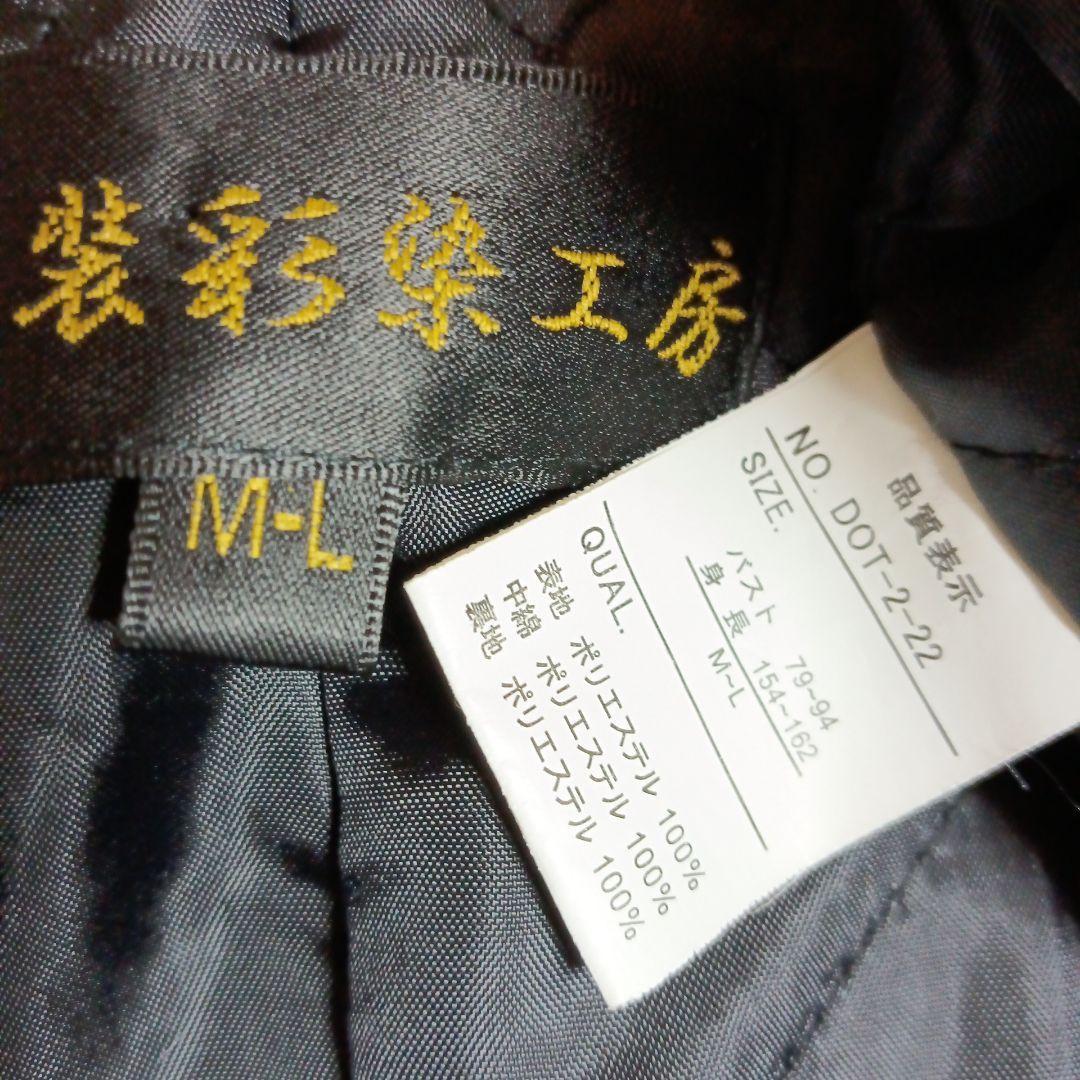 装彩染工房
M-L
品質表示
NO. DOT-2-22
SIZE.
バスト 79~94
身長 154~162
M~L
QUAL.
表地 ポリエステル 100%
中綿 ポリエステル 100%
裏地 ポリエステル 100%